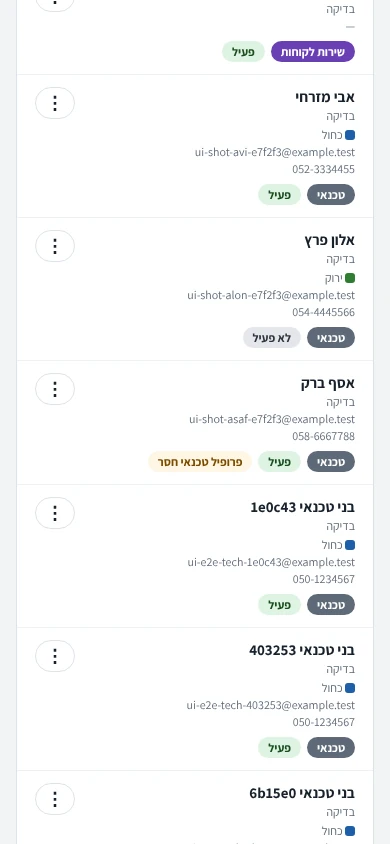 בדיקה
—
שירות לקוחות פעיל
אבי מזרחי
בדיקה
כחול
ui-shot-avi-e7f2f3@example.test
052-3334455
טכנאי פעיל
אלון פרץ
בדיקה
ירוק
ui-shot-alon-e7f2f3@example.test
054-4445566
טכנאי לא פעיל
אסף ברק
בדיקה
ui-shot-asaf-e7f2f3@example.test
058-6667788
טכנאי פעיל פרופיל טכנאי חסר
בני טכנאי 1e0c43
בדיקה
כחול
ui-e2e-tech-1e0c43@example.test
050-1234567
טכנאי פעיל
בני טכנאי 403253
בדיקה
כחול
ui-e2e-tech-403253@example.test
050-1234567
טכנאי פעיל
בני טכנאי 6b15e0
בדיקה
כחול